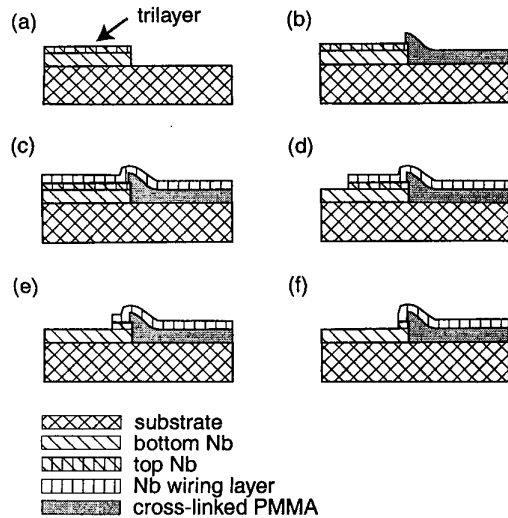 (a)
trilayer
(b)
(c)
(d)
(e)
(f)
substrate
bottom Nb
top Nb
Nb wiring layer
cross-linked PMMA